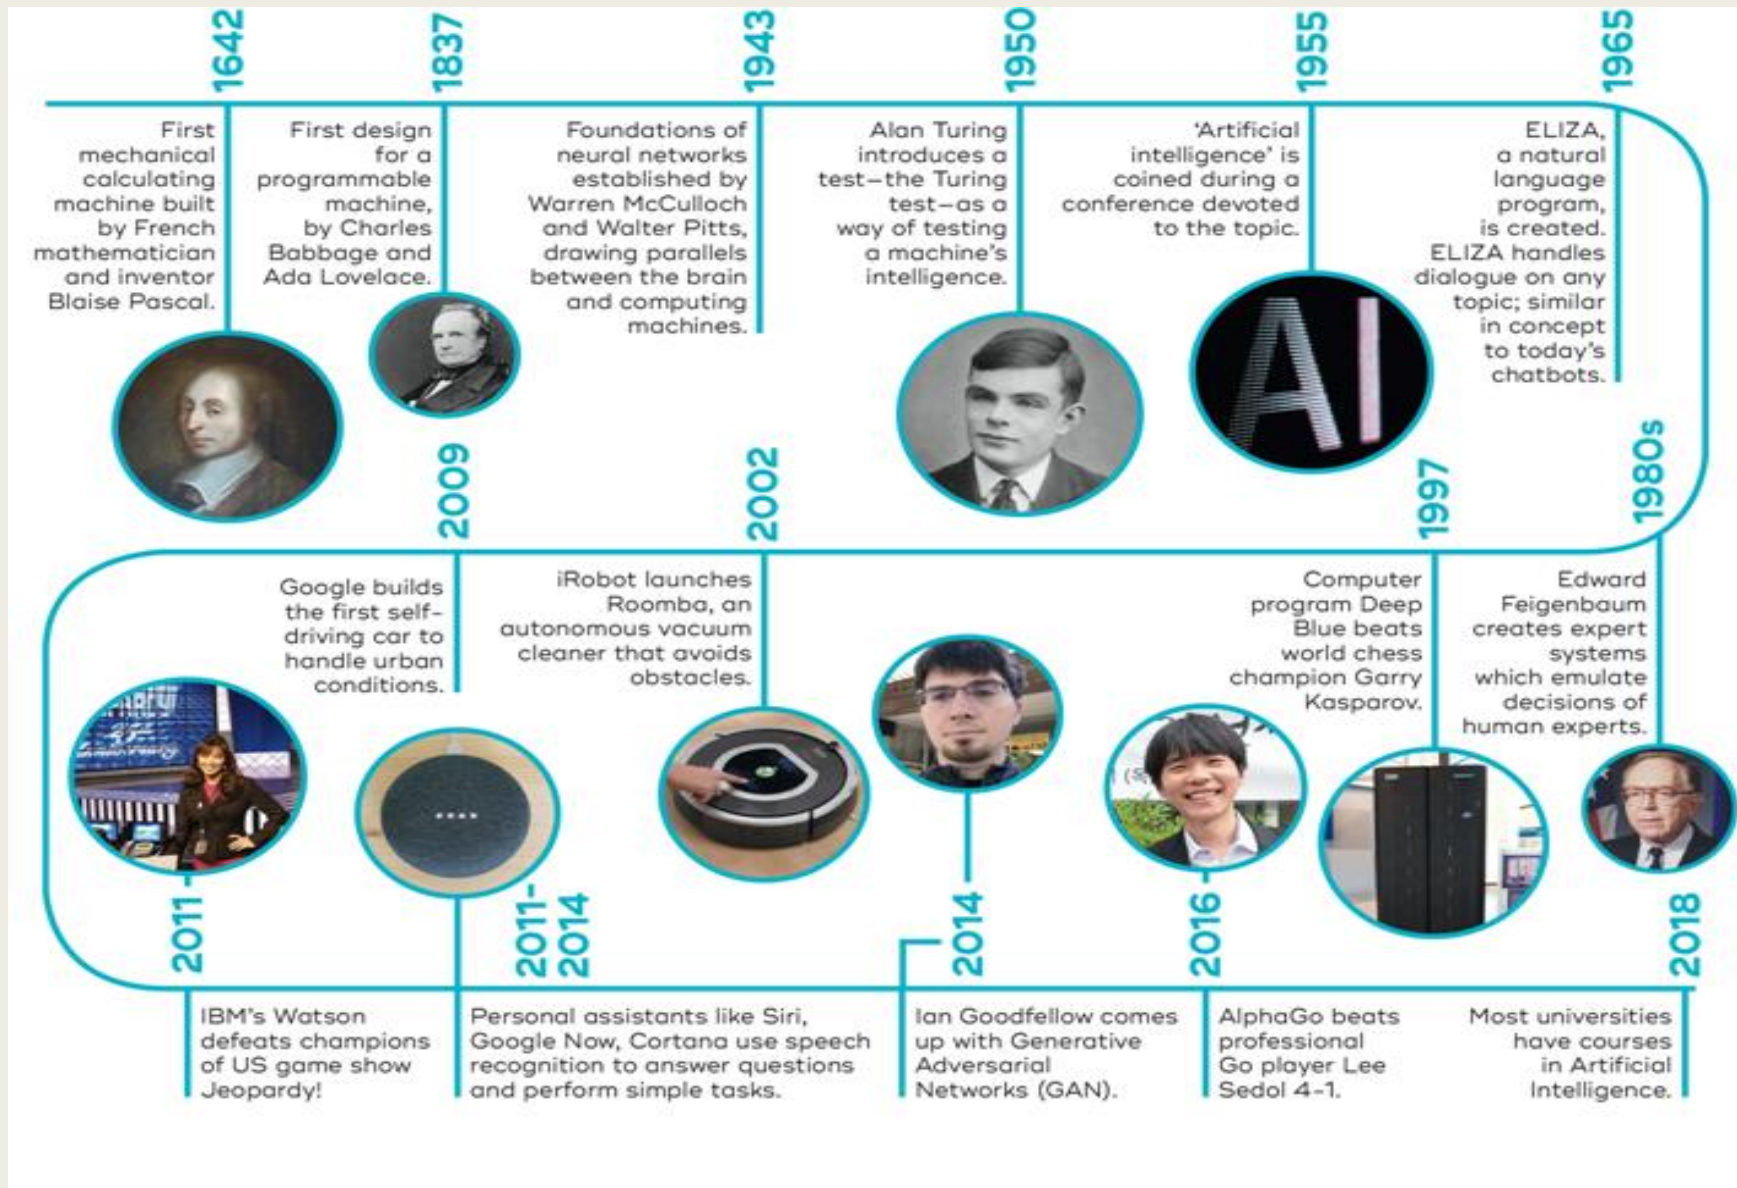 1642
First
mechanical
calculating
machine built
by French
mathematician
and inventor
Blaise Pascal.
1837
First design
for a
programmable
machine,
by Charles
Babbage and
Ada Lovelace.
1943
Foundations of
neural networks
established by
Warren McCulloch
and Walter Pitts,
drawing parallels
between the brain
and computing
machines.
1950
Alan Turing
introduces a
test—the Turing
test—as a
way of testing
a machine's
intelligence.
1955
'Artificial
intelligence' is
coined during a
conference devoted
to the topic.
AI
1965
ELIZA,
a natural
language
program,
is created.
ELIZA handles
dialogue on any
topic; similar
in concept
to today's
chatbots.
1980s
Edward
Feigenbaum
creates expert
systems
which emulate
decisions of
human experts.
1997
Computer
program Deep
Blue beats
world chess
champion Garry
Kasparov.
2002
iRobot launches
Roomba, an
autonomous vacuum
cleaner that avoids
obstacles.
2009
Google builds
the first self-
driving car to
handle urban
conditions.
2011
IBM's Watson
defeats champions
of US game show
Jeopardy!
2011-
2014
Personal assistants like Siri,
Google Now, Cortana use speech
recognition to answer questions
and perform simple tasks.
2014
Ian Goodfellow comes
up with Generative
Adversarial
Networks (GAN).
2016
AlphaGo beats
professional
Go player Lee
Sedol 4-1.
2018
Most universities
have courses
in Artificial
Intelligence.